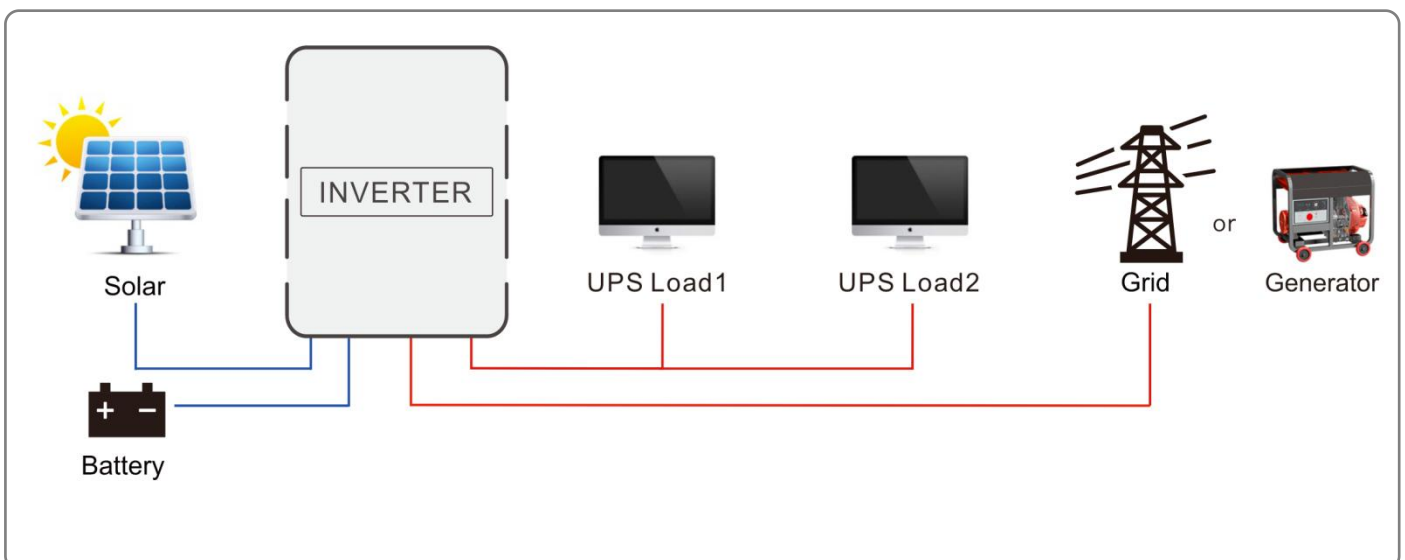 INVERTER
Solar
UPS Load1
UPS Load2
Grid
or
Generator
+ −
Battery